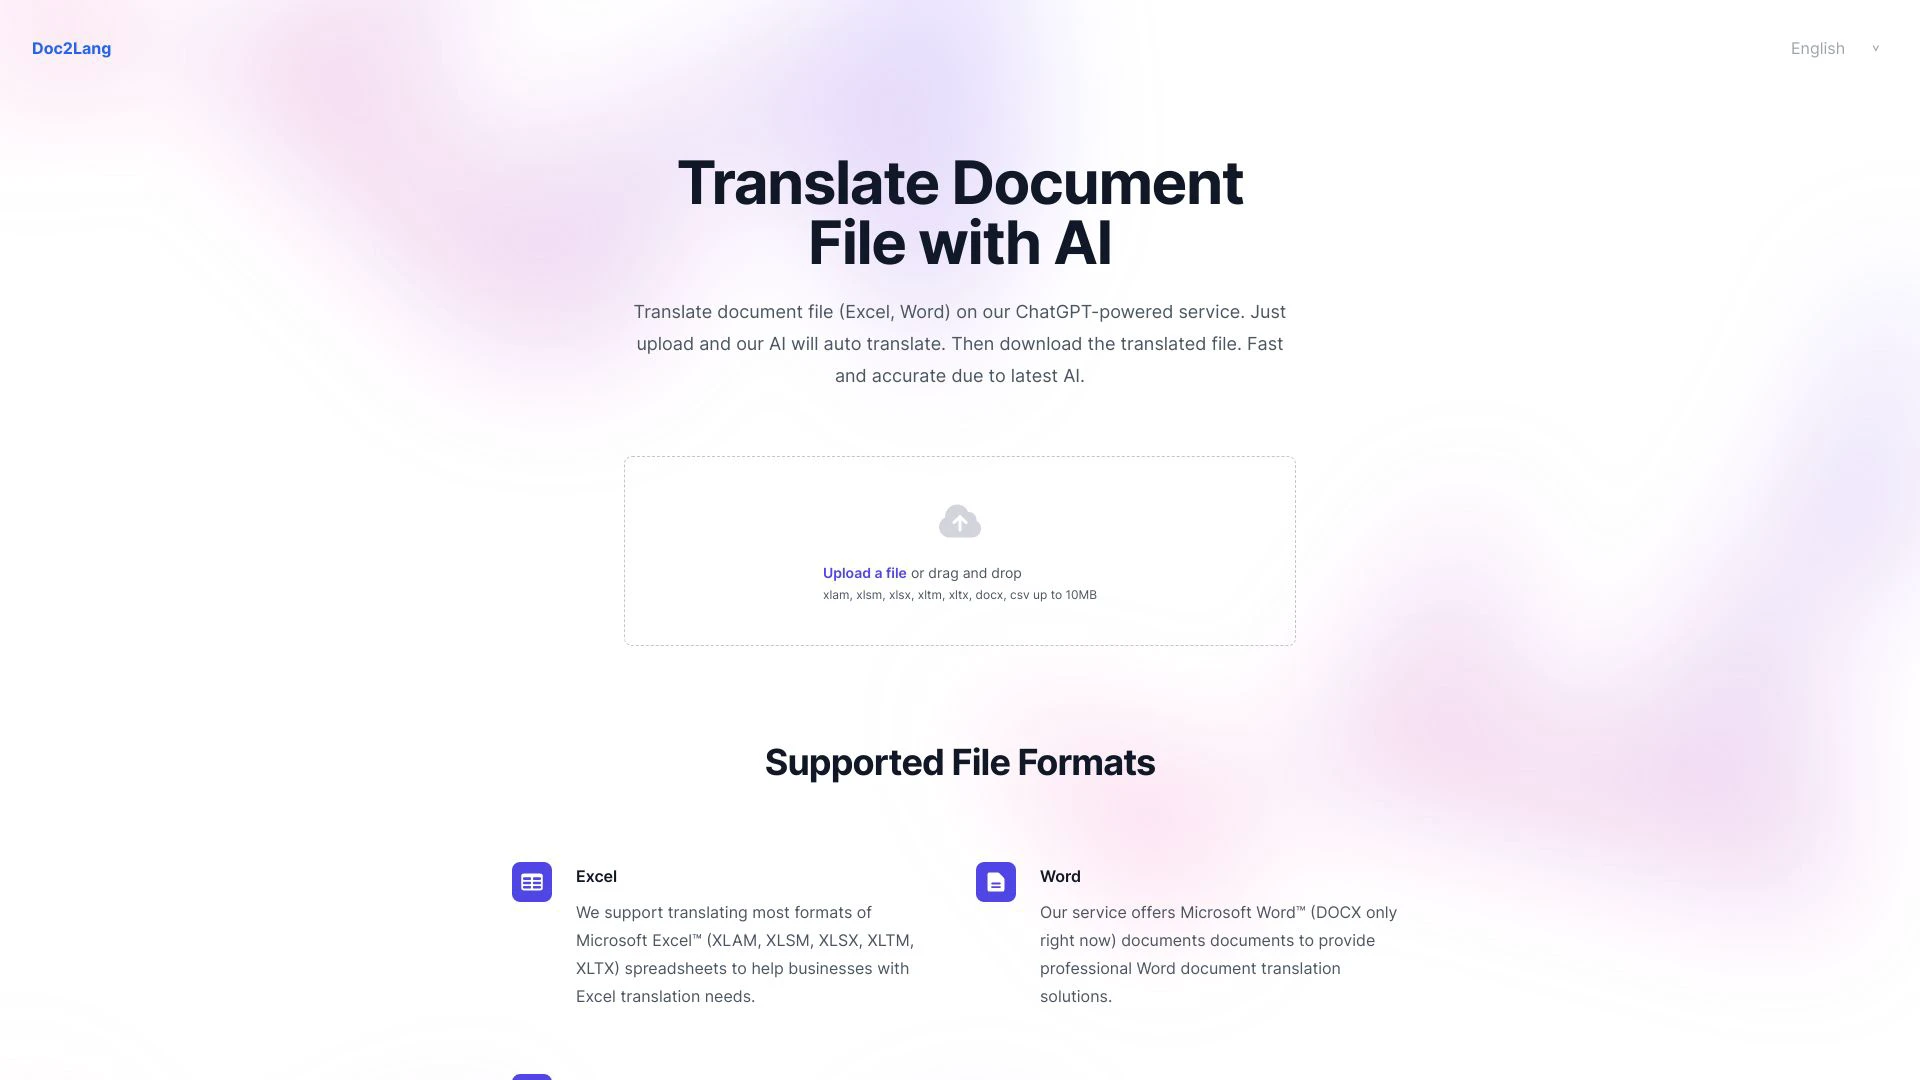 Doc2Lang
English
Translate Document
File with AI
Translate document file (Excel, Word) on our ChatGPT-powered service. Just
upload and our AI will auto translate. Then download the translated file. Fast
and accurate due to latest AI.
Upload a file or drag and drop
xlam, xlsm, xlsx, xltm, xltx, docx, csv up to 10MB
Supported File Formats
Excel
We support translating most formats of
Microsoft Excel™ (XLAM, XLSM, XLSX, XLTM,
XLTX) spreadsheets to help businesses with
Excel translation needs.
Word
Our service offers Microsoft Word™ (DOCX only
right now) documents documents to provide
professional Word document translation
solutions.